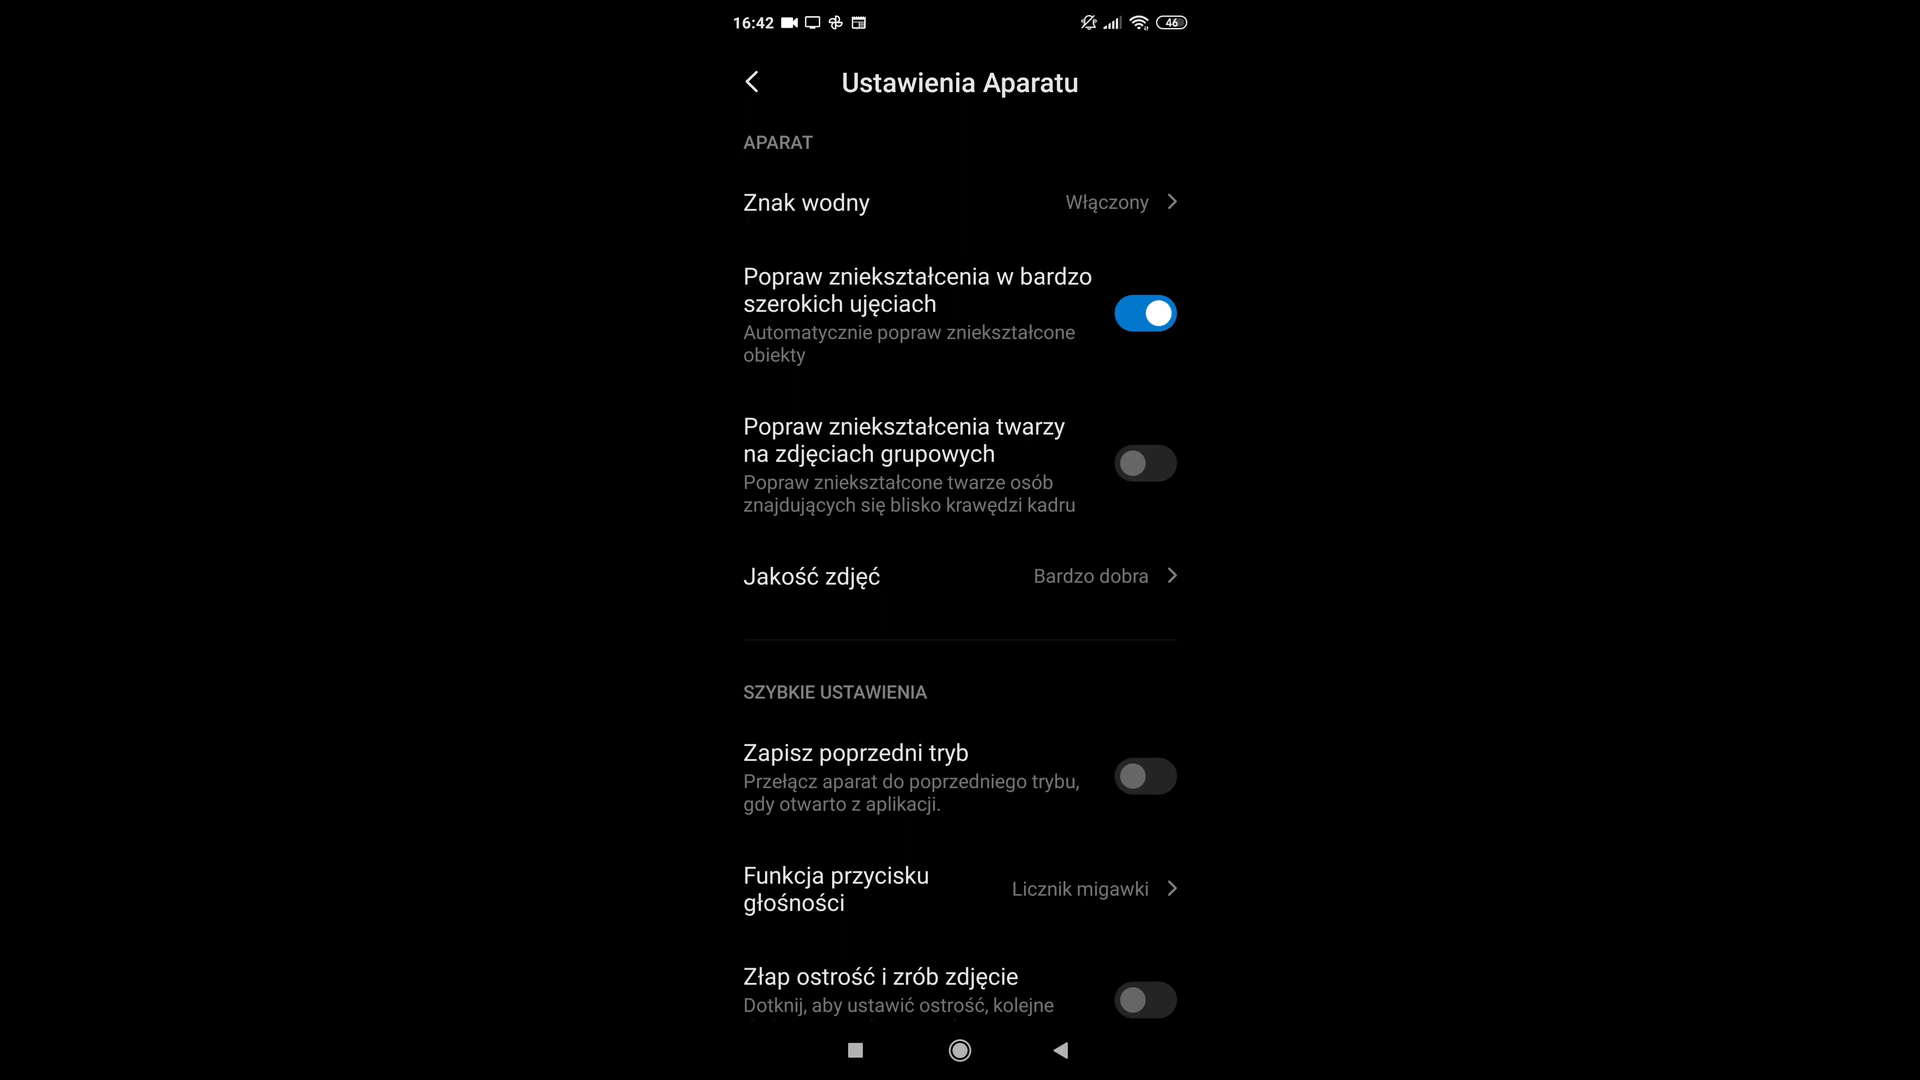 16:42
46
Ustawienia Aparatu
APARAT
Znak wodny
Włączony
Popraw zniekształcenia w bardzo
szerokich ujęciach
Automatycznie popraw zniekształcone
obiekty
Popraw zniekształcenia twarzy
na zdjęciach grupowych
Popraw zniekształcone twarze osób
znajdujących się blisko krawędzi kadru
Jakość zdjęć
Bardzo dobra
SZYBKIE USTAWIENIA
Zapisz poprzedni tryb
Przełącz aparat do poprzedniego trybu,
gdy otwarto z aplikacji.
Funkcja przycisku
głośności
Licznik migawki
Złap ostrość i zrób zdjęcie
Dotknij, aby ustawić ostrość, kolejne